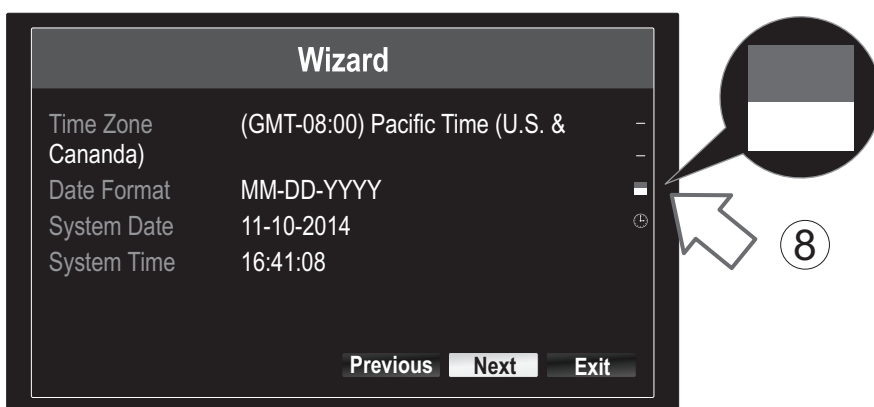 Wizard
Time Zone (GMT-08:00) Pacific Time (U.S. & –
Cananda) –
Date Format MM-DD-YYYY
System Date 11-10-2014
System Time 16:41:08
Previous Next Exit
8